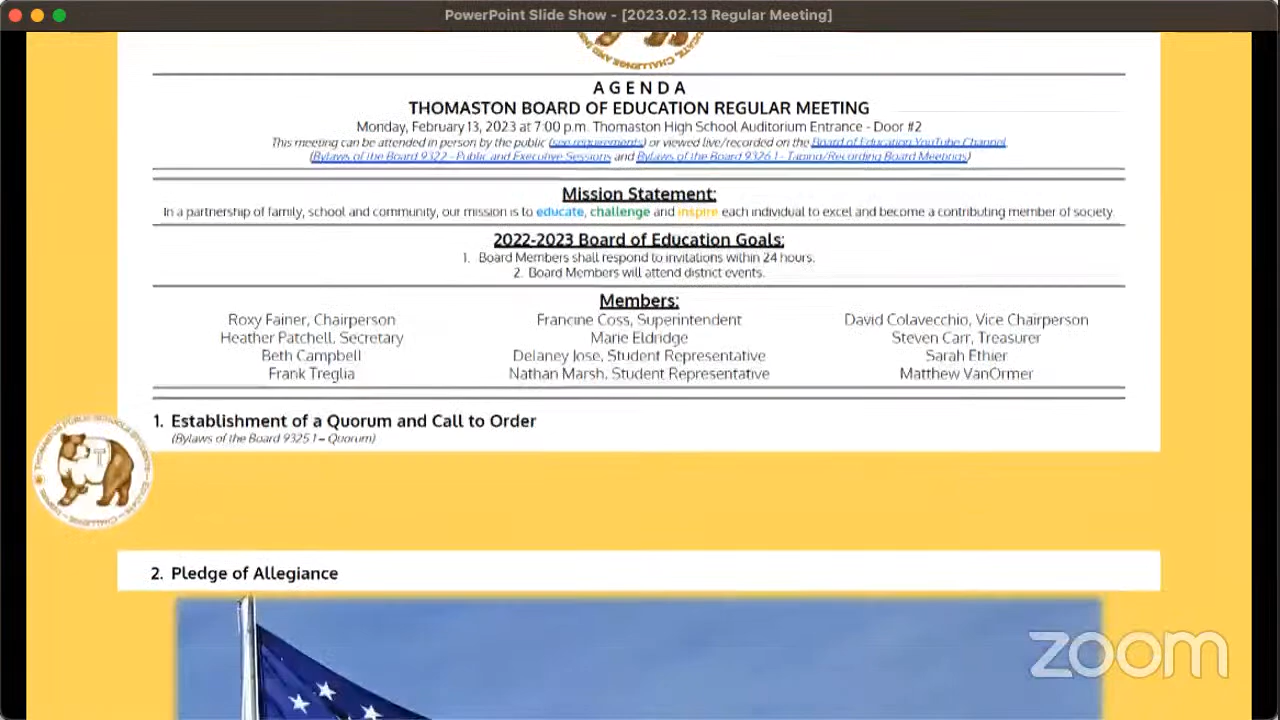 PowerPoint Slide Show - [2023.02.13 Regular Meeting]
A G E N D A
THOMASTON BOARD OF EDUCATION REGULAR MEETING
Monday, February 13, 2023 at 7:00 p.m. Thomaston High School Auditorium Entrance - Door #2
This meeting can be attended in person by the public (see requirements) or viewed live/recorded on the Board of Education YouTube Channel
(Bylaws of the Board 9322 - Public and Executive Sessions and Bylaws of the Board 9326.1 - Taping/Recording Board Meetings)
Mission Statement:
In a partnership of family, school and community, our mission is to educate, challenge and inspire each individual to excel and become a contributing member of society.
2022-2023 Board of Education Goals:
1. Board Members shall respond to invitations within 24 hours.
2. Board Members will attend district events.
Members:
Roxy Fainer, Chairperson Francine Coss, Superintendent David Colavecchio, Vice Chairperson
Heather Patchell, Secretary Marie Eldridge Steven Carr, Treasurer
Beth Campbell Delaney Jose, Student Representative Sarah Ethier
Frank Treglia Nathan Marsh, Student Representative Matthew VanOrmer
1. Establishment of a Quorum and Call to Order
(Bylaws of the Board 9325.1 – Quorum)
T
2. Pledge of Allegiance
zoom